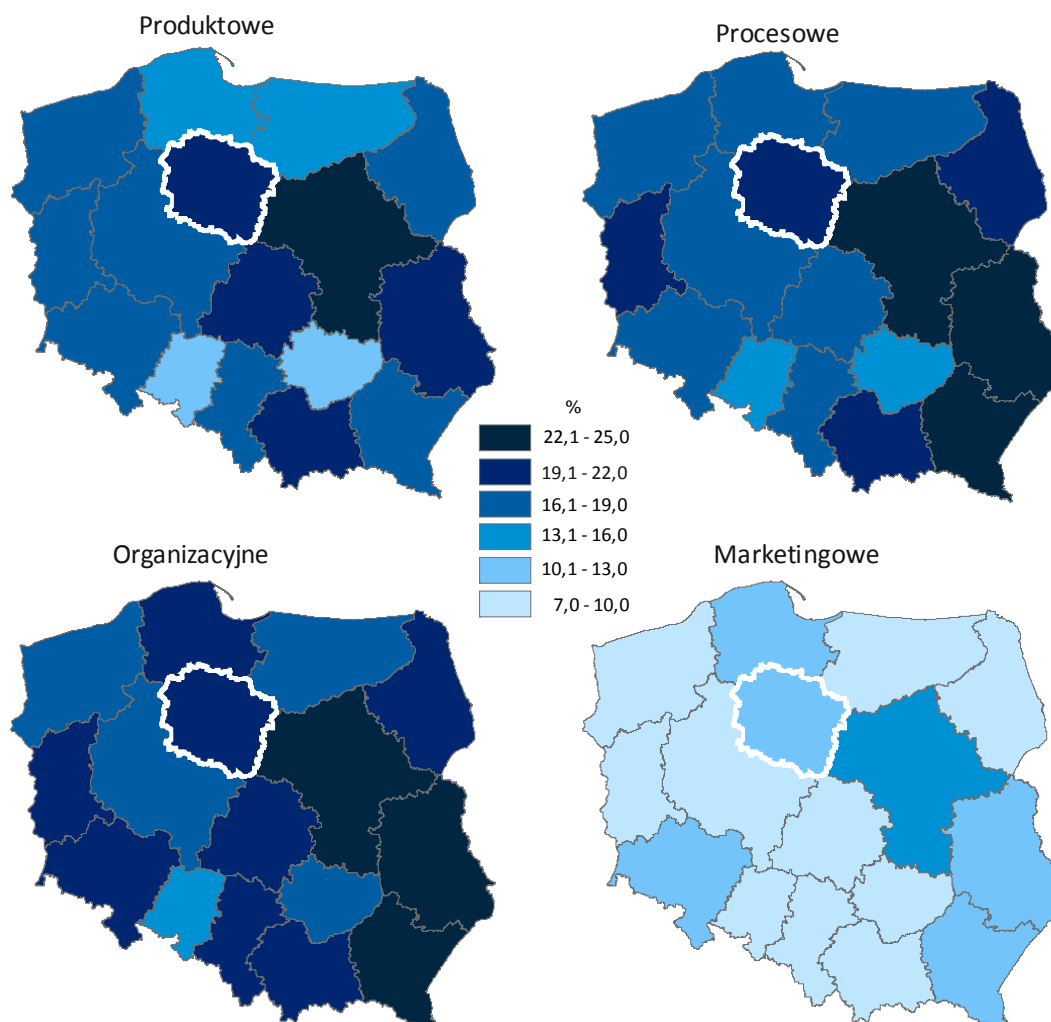 Produktowe
Procesowe
%
22,1 - 25,0
19,1 - 22,0
16,1 - 19,0
13,1 - 16,0
10,1 - 13,0
7,0 - 10,0
Organizacyjne
Marketingowe